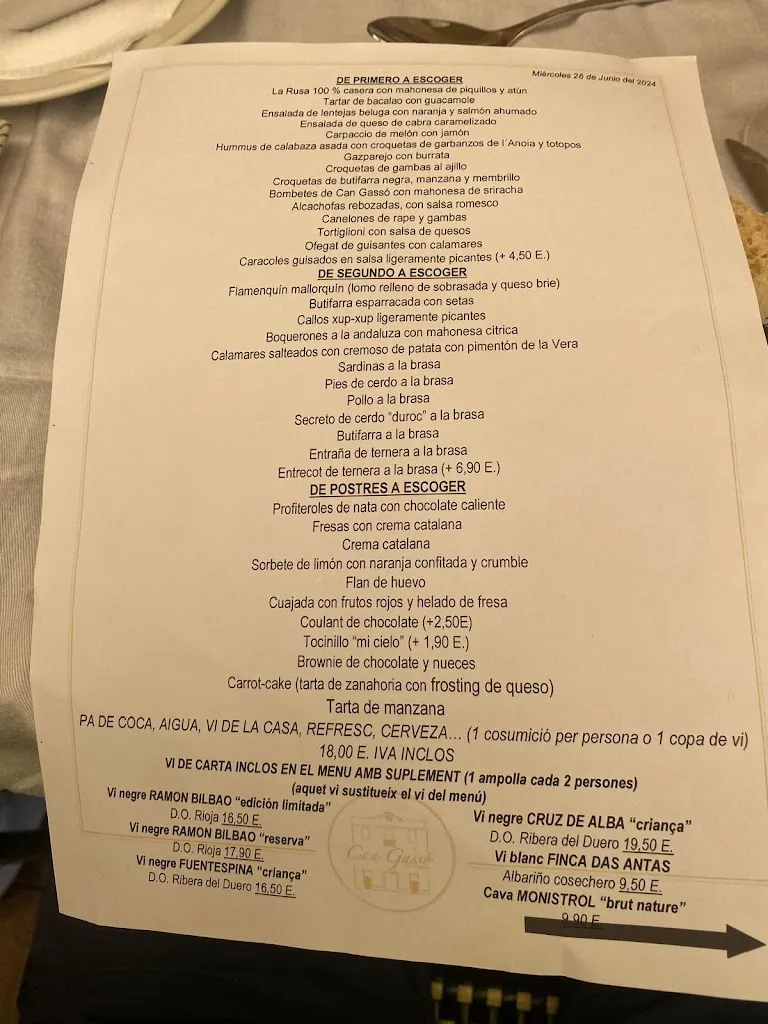 Miércoles 26 de Junio del 2024
DE PRIMERO A ESCOGER
La Rusa 100 % casera con mahonesa de piquillos y atún
Tartar de bacalao con guacamole
Ensalada de lentejas beluga con naranja y salmón ahumado
Ensalada de queso de cabra caramelizado
Carpaccio de melón con jamón
Hummus de calabaza asada con croquetas de garbanzos de l´Anoia y totopos
Gazparejo con burrata
Croquetas de gambas al ajillo
Croquetas de butifarra negra, manzana y membrillo
Bombetes de Can Gassó con mahonesa de sriracha
Alcachofas rebozadas, con salsa romesco
Canelones de rape y gambas
Tortiglioni con salsa de quesos
Ofegat de guisantes con calamares
Caracoles guisados en salsa ligeramente picantes (+ 4,50 E.)
DE SEGUNDO A ESCOGER
Flamenquín mallorquín (lomo relleno de sobrasada y queso brie)
Butifarra esparracada con setas
Callos xup-xup ligeramente picantes
Boquerones a la andaluza con mahonesa cítrica
Calamares salteados con cremoso de patata con pimentón de la Vera
Sardinas a la brasa
Pies de cerdo a la brasa
Pollo a la brasa
Secreto de cerdo “duroc” a la brasa
Butifarra a la brasa
Entraña de ternera a la brasa
Entrecot de ternera a la brasa (+ 6,90 E.)
DE POSTRES A ESCOGER
Profiteroles de nata con chocolate caliente
Fresas con crema catalana
Crema catalana
Sorbete de limón con naranja confitada y crumble
Flan de huevo
Cuajada con frutos rojos y helado de fresa
Coulant de chocolate (+2,50E)
Tocinillo “mi cielo” (+ 1,90 E.)
Brownie de chocolate y nueces
Carrot-cake (tarta de zanahoria con frosting de queso)
Tarta de manzana
PA DE COCA, AIGUA, VI DE LA CASA, REFRESC, CERVEZA… (1 cosumició per persona o 1 copa de vi)
18,00 E. IVA INCLOS
VI DE CARTA INCLOS EN EL MENU AMB SUPLEMENT (1 ampolla cada 2 persones)
(aquet vi sustitueix el vi del menú)
Vi negre RAMON BILBAO “edición limitada”
D.O. Rioja 16,50 E.
Vi negre RAMON BILBAO “reserva”
D.O. Rioja 17,90 E.
Vi negre FUENTESPINA “criança”
D.O. Ribera del Duero 16,50 E.
Can Gassó
Vi negre CRUZ DE ALBA “criança”
D.O. Ribera del Duero 19,50 E.
Vi blanc FINCA DAS ANTAS
Albariño cosechero 9,50 E.
Cava MONISTROL “brut nature”
9,90 E.